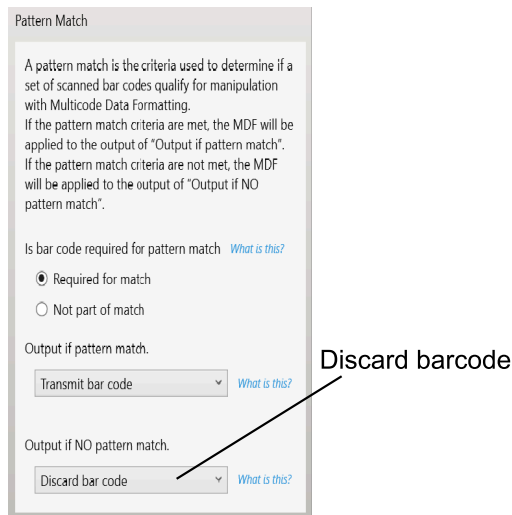 Pattern Match
A pattern match is the criteria used to determine if a
set of scanned bar codes qualify for manipulation
with Multicode Data Formatting.
If the pattern match criteria are met, the MDF will be
applied to the output of "Output if pattern match".
If the pattern match criteria are not met, the MDF
will be applied to the output of "Output if NO
pattern match".
Is bar code required for pattern match What is this?
Required for match
Not part of match
Output if pattern match.
Discard barcode
Transmit bar code What is this?
Output if NO pattern match.
Discard bar code What is this?